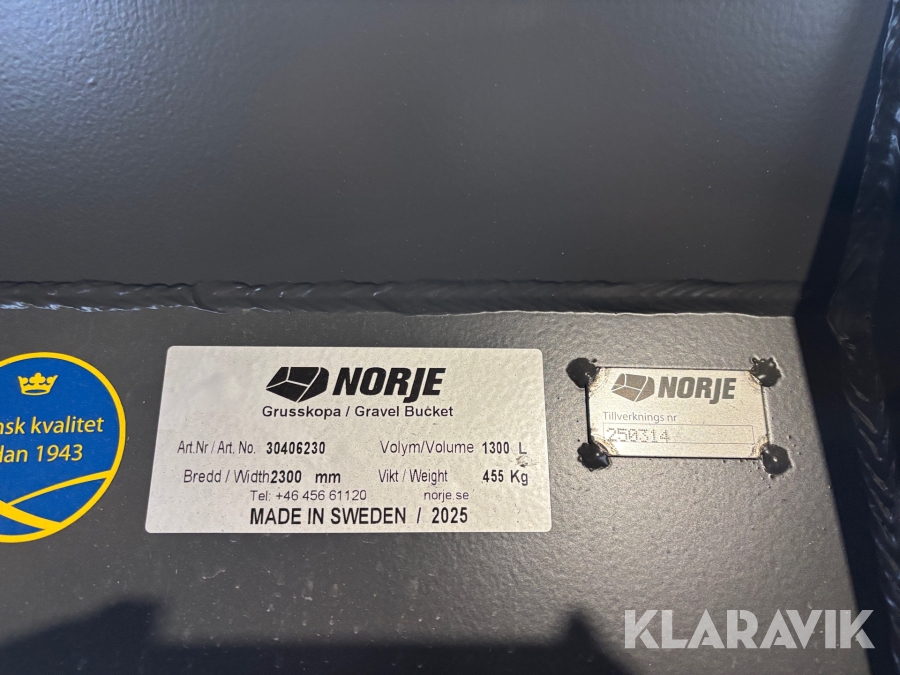 NORJE
Grusskopa / Gravel Bucket
Art.Nr / Art. No. 30406230 Volym/Volume 1300 L
Bredd / Width 2300 mm Vikt / Weight 455 Kg
Tel: +46 456 61120 norje.se
MADE IN SWEDEN / 2025
NORJE
Tillverknings nr
250314
nsk kvalitet
dan 1943
KLARAVIK